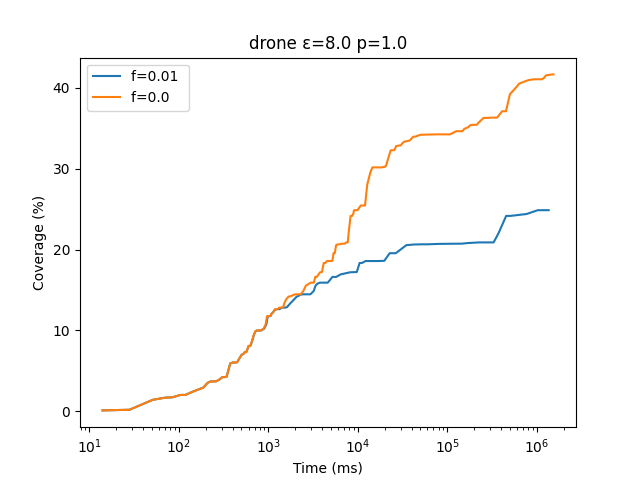 drone ε=8.0 p=1.0
f=0.01
f=0.0
Coverage (%)
40
30
20
10
0
10¹ 10² 10³ 10⁴ 10⁵ 10⁶
Time (ms)